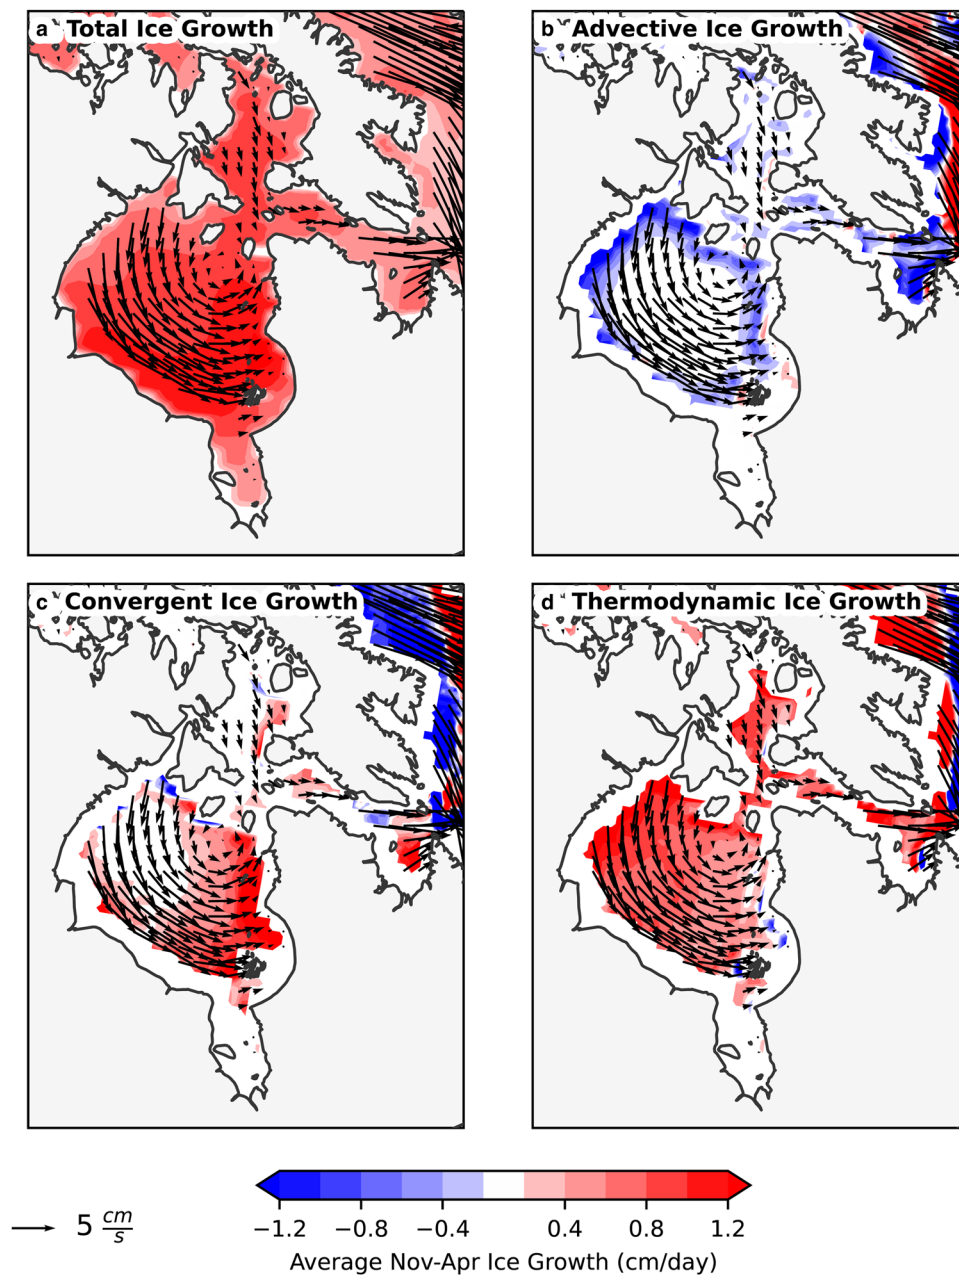 a Total Ice Growth
b Advective Ice Growth
c Convergent Ice Growth
d Thermodynamic Ice Growth
5 cm/s
−1.2 −0.8 −0.4 0.4 0.8 1.2
Average Nov-Apr Ice Growth (cm/day)